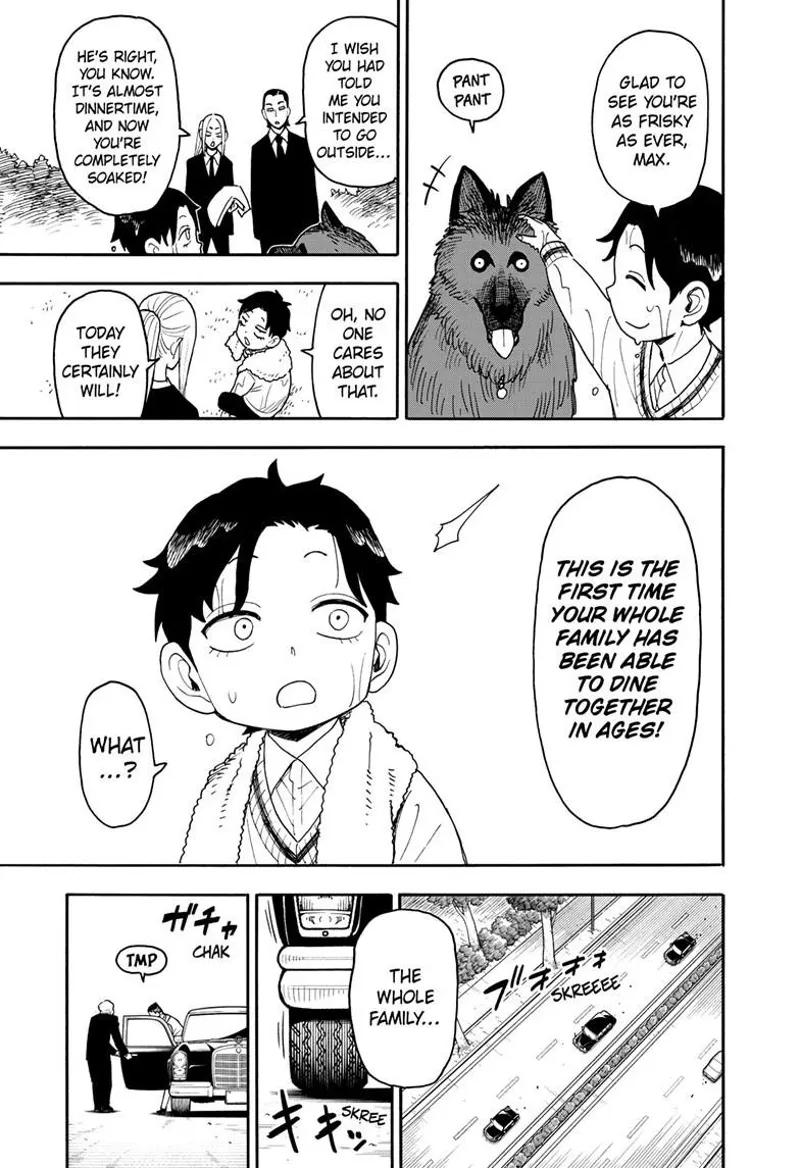 GLAD TO
SEE YOU'RE
AS FRISKY
AS EVER,
MAX.
PANT
PANT
I WISH
YOU HAD
TOLD
ME YOU
INTENDED
TO GO
OUTSIDE...
HE'S RIGHT,
YOU KNOW.
IT'S ALMOST
DINNERTIME,
AND NOW
YOU'RE
COMPLETELY
SOAKED!
OH, NO
ONE
CARES
ABOUT
THAT.
TODAY
THEY
CERTAINLY
WILL!
THIS IS THE
FIRST TIME
YOUR WHOLE
FAMILY HAS
BEEN ABLE
TO DINE
TOGETHER
IN AGES!
WHAT
...?
ブキキキ
SKREEEE
THE
WHOLE
FAMILY...
キキッ
SKREE
ガチャ
CHAK
TMP